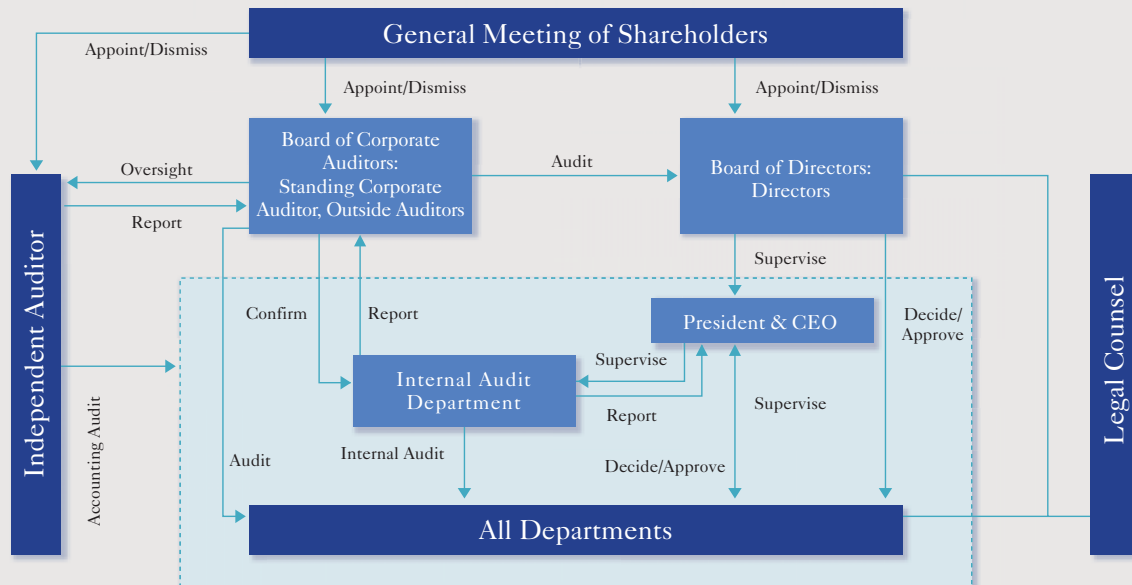 General Meeting of Shareholders
Appoint/Dismiss
Appoint/Dismiss
Appoint/Dismiss
Board of Corporate
Auditors:
Standing Corporate
Auditor, Outside Auditors
Audit
Board of Directors:
Directors
Oversight
Report
Independent Auditor
Legal Counsel
Supervise
Confirm
Report
President & CEO
Decide/
Approve
Supervise
Internal Audit
Department
Report
Supervise
Accounting Audit
Audit
Internal Audit
Decide/Approve
All Departments